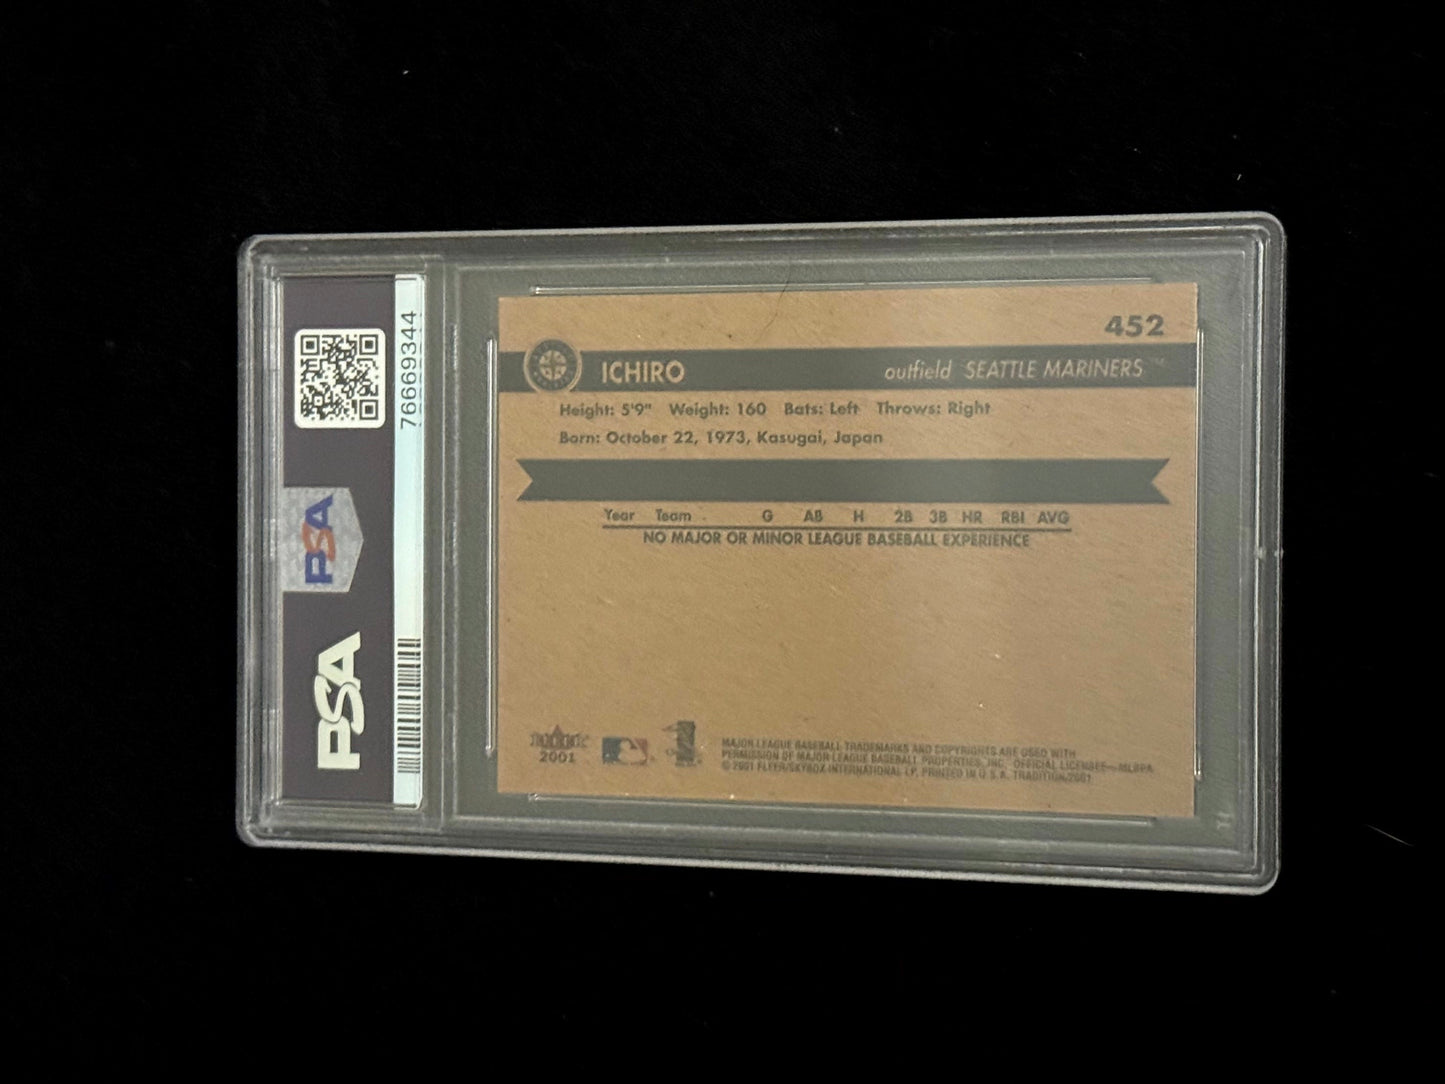 76669344
PSA
PSA
452
ICHIRO outfield SEATTLE MARINERS™
Height: 5'9" Weight: 160 Bats: Left Throws: Right
Born: October 22, 1973, Kasugai, Japan
Year Team G AB H 2B 3B HR RBI AVG
NO MAJOR OR MINOR LEAGUE BASEBALL EXPERIENCE
2001
MAJOR LEAGUE BASEBALL TRADEMARKS AND COPYRIGHTS ARE USED WITH
PERMISSION OF MAJOR LEAGUE BASEBALL PROPERTIES, INC. OFFICIAL LICENSEE—MLBPA
© 2001 FLEER/SKYBOX INTERNATIONAL LP. PRINTED IN U.S.A. TRADITION/2001